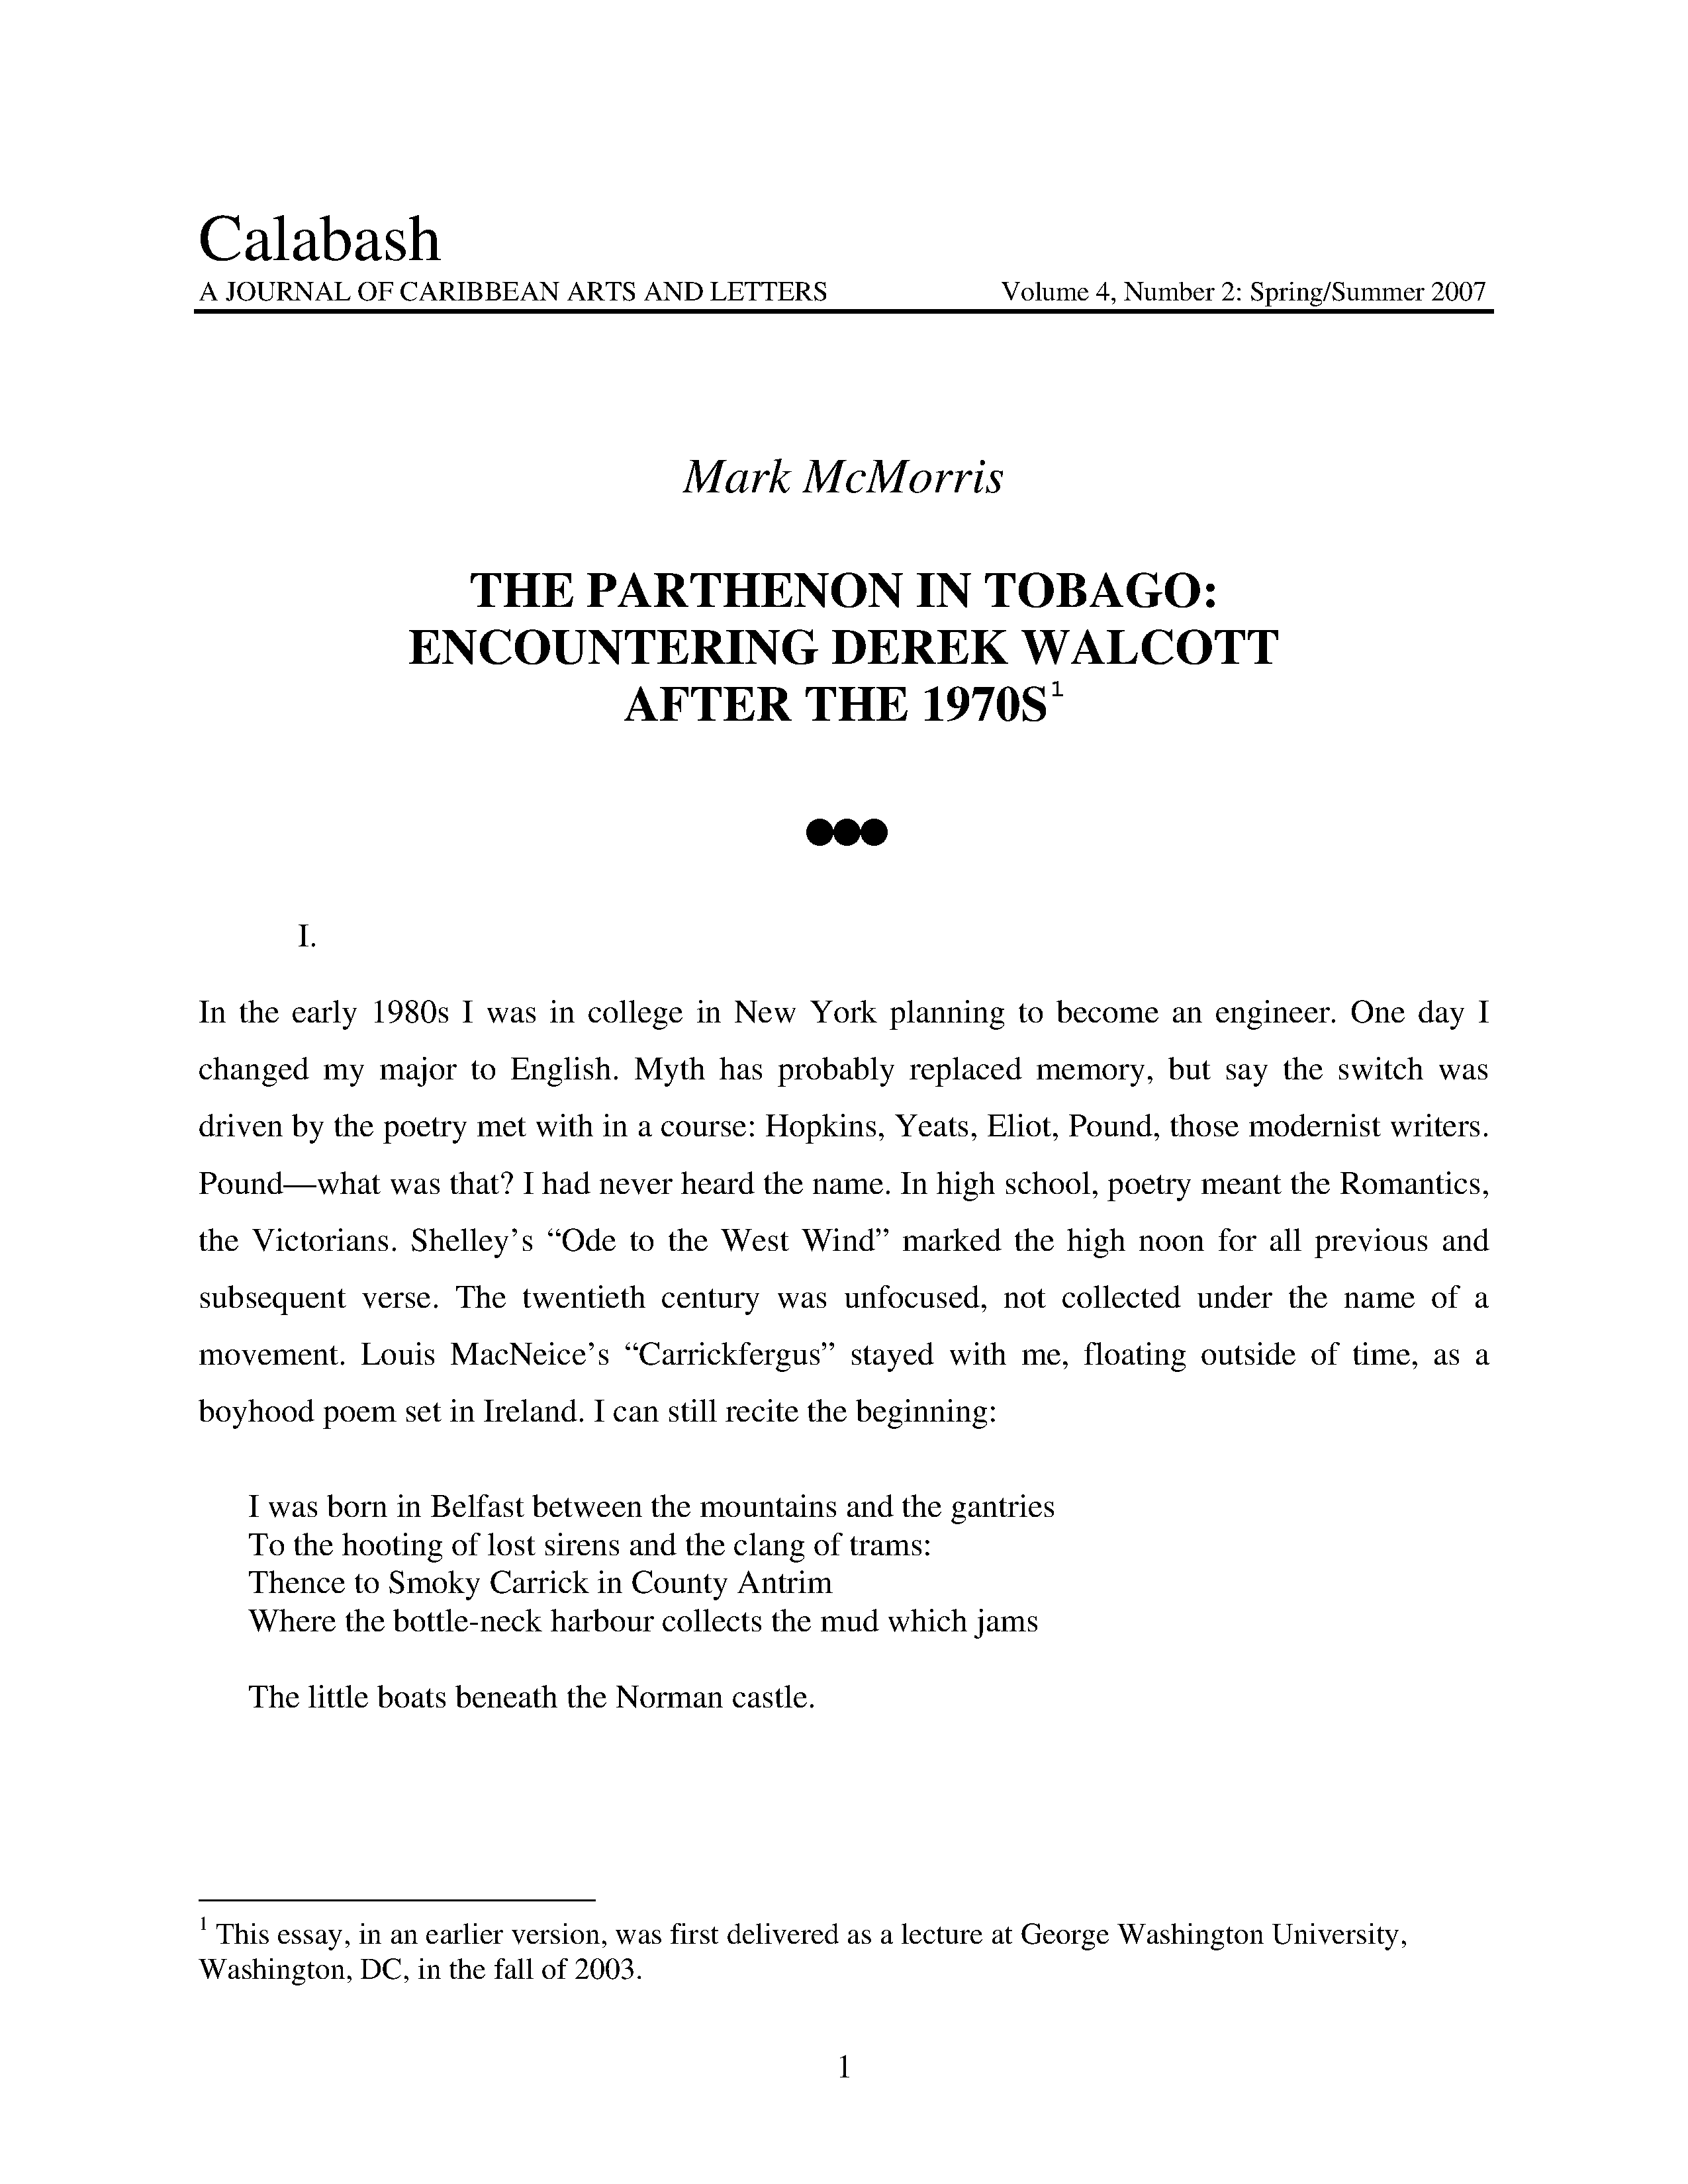 Calabash
A JOURNAL OF CARIBBEAN ARTS AND LETTERS Volume 4, Number 2: Spring/Summer 2007
Mark McMorris
THE PARTHENON IN TOBAGO:
ENCOUNTERING DEREK WALCOTT
AFTER THE 1970S1
●●●
I.
In the early 1980s I was in college in New York planning to become an engineer. One day I
changed my major to English. Myth has probably replaced memory, but say the switch was
driven by the poetry met with in a course: Hopkins, Yeats, Eliot, Pound, those modernist writers.
Pound—what was that? I had never heard the name. In high school, poetry meant the Romantics,
the Victorians. Shelley’s “Ode to the West Wind” marked the high noon for all previous and
subsequent verse. The twentieth century was unfocused, not collected under the name of a
movement. Louis MacNeice’s “Carrickfergus” stayed with me, floating outside of time, as a
boyhood poem set in Ireland. I can still recite the beginning:
I was born in Belfast between the mountains and the gantries
To the hooting of lost sirens and the clang of trams:
Thence to Smoky Carrick in County Antrim
Where the bottle-neck harbour collects the mud which jams
The little boats beneath the Norman castle.
1 This essay, in an earlier version, was first delivered as a lecture at George Washington University,
Washington, DC, in the fall of 2003.
1